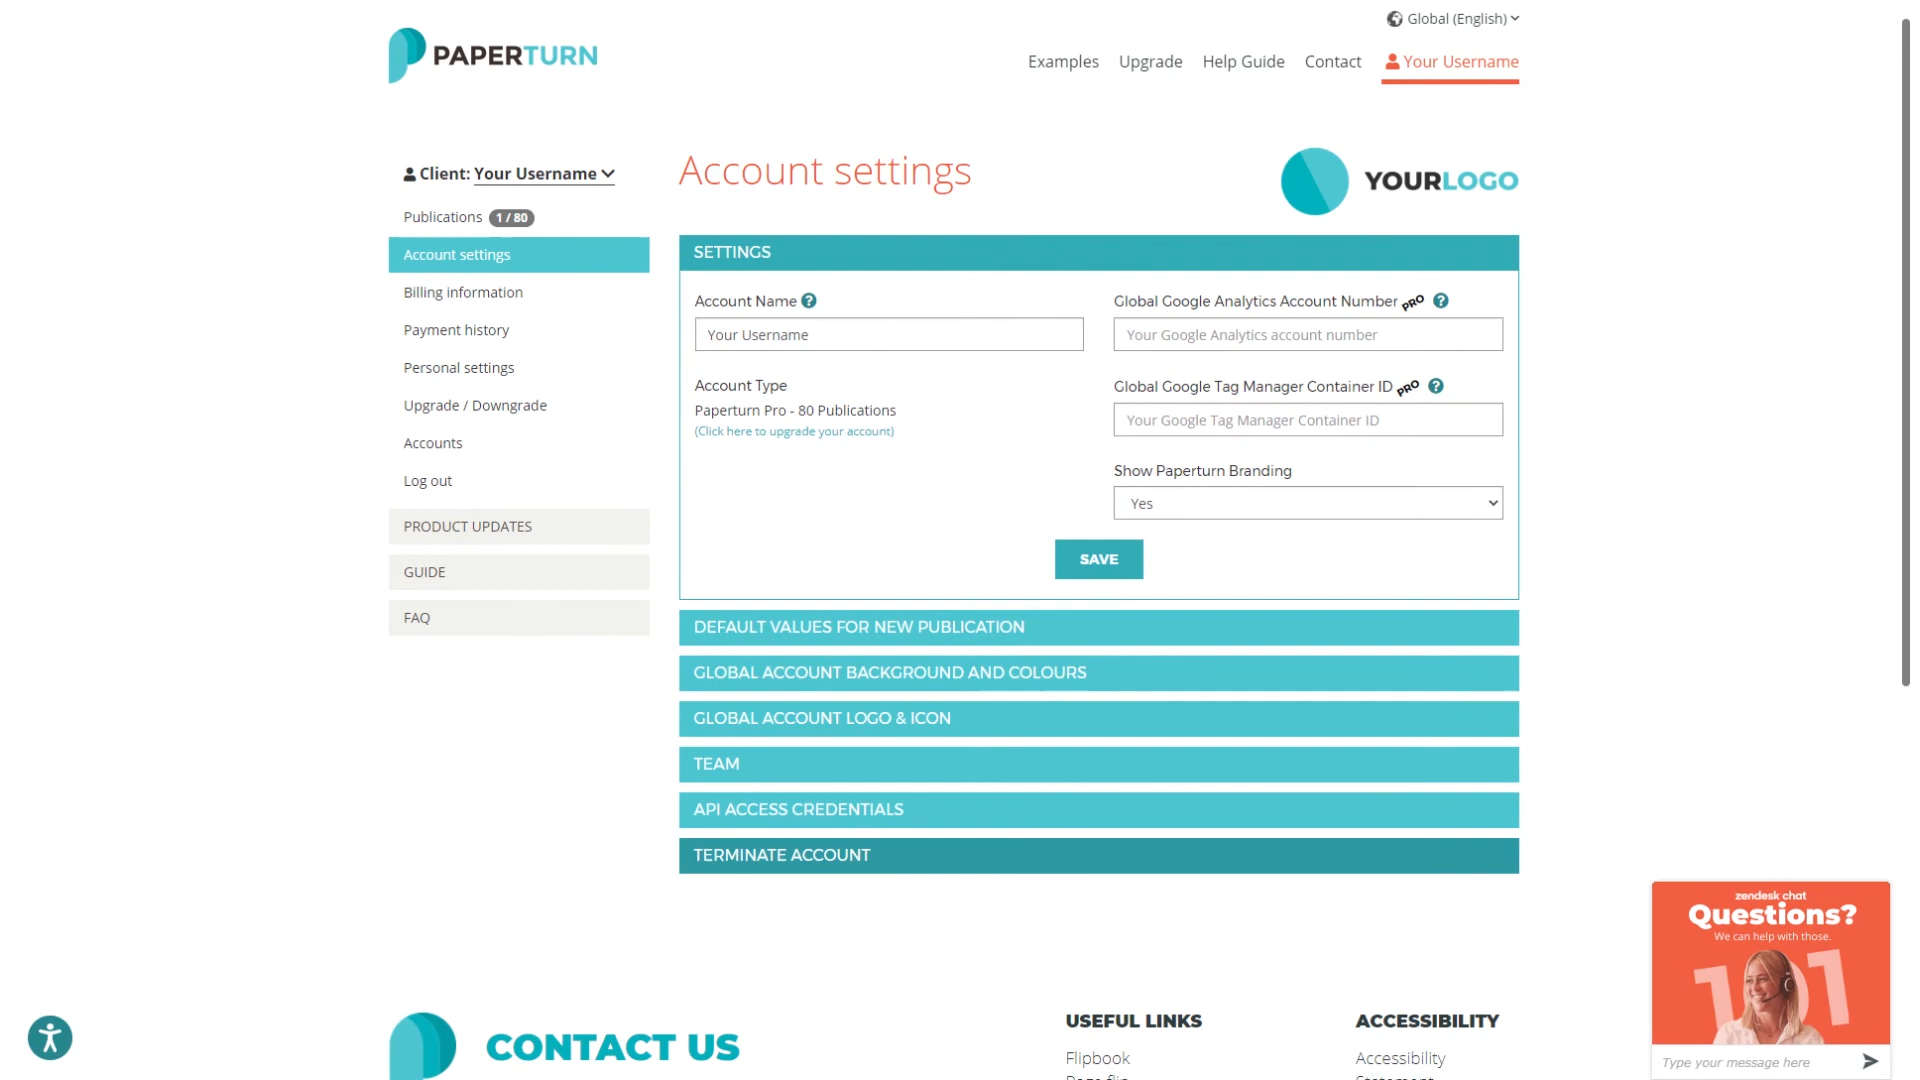 Global (English)
PAPERTURN
Examples
Upgrade
Help Guide
Contact
Your Username
Client: Your Username
Publications 1 / 80
Account settings
Billing information
Payment history
Personal settings
Upgrade / Downgrade
Accounts
Log out
PRODUCT UPDATES
GUIDE
FAQ
Account settings
YOURLOGO
SETTINGS
Account Name ?
Your Username
Account Type
Paperturn Pro - 80 Publications
(Click here to upgrade your account)
Global Google Analytics Account Number PRO ?
Your Google Analytics account number
Global Google Tag Manager Container ID PRO ?
Your Google Tag Manager Container ID
Show Paperturn Branding
Yes
SAVE
DEFAULT VALUES FOR NEW PUBLICATION
GLOBAL ACCOUNT BACKGROUND AND COLOURS
GLOBAL ACCOUNT LOGO & ICON
TEAM
API ACCESS CREDENTIALS
TERMINATE ACCOUNT
zendesk chat
Questions?
We can help with those.
101
Type your message here
CONTACT US
USEFUL LINKS
Flipbook
Page flip
ACCESSIBILITY
Accessibility
Statement